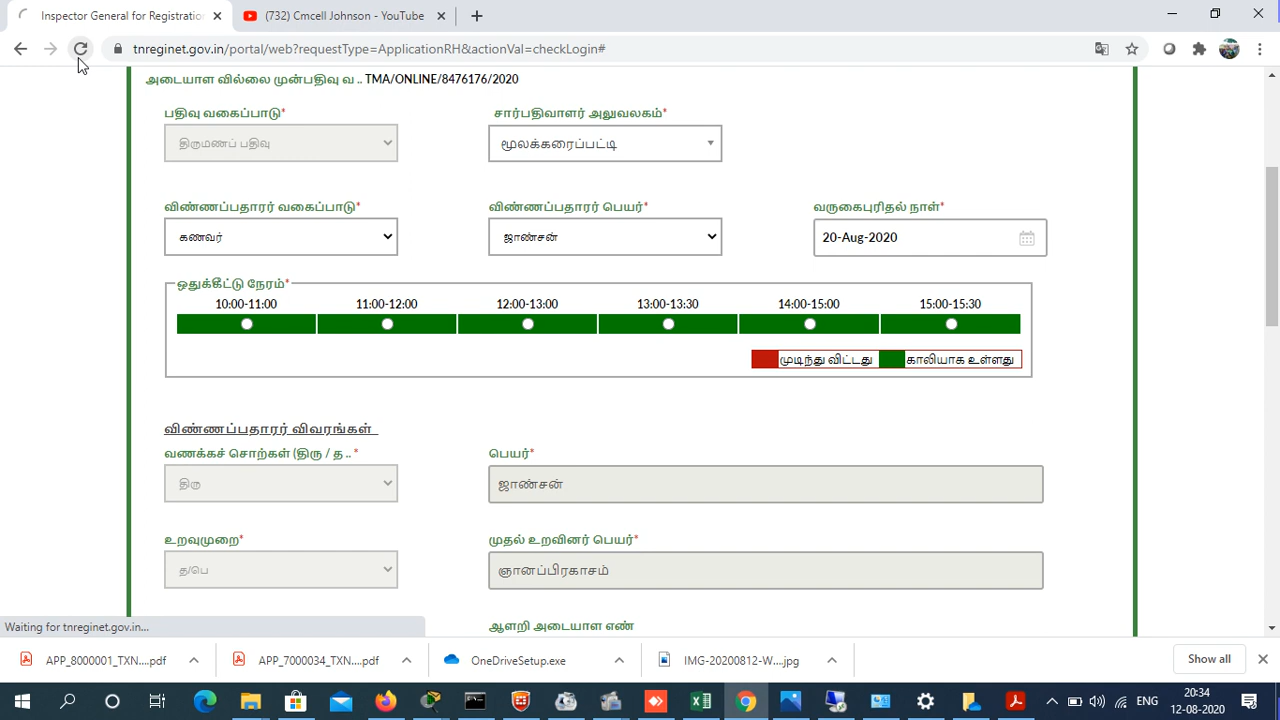 Inspector General for Registration
(732) Cmcell Johnson - YouTube
tnreginet.gov.in/portal/web?requestType=ApplicationRH&actionVal=checkLogin#
அடையாள வில்லை முன்பதிவு வ .. TMA/ONLINE/8476176/2020
பதிவு வகைப்பாடு* சார்பதிவாளர் அலுவலகம்*
திருமணப் பதிவு மூலக்கரைப்பட்டி
விண்ணப்பதாரர் வகைப்பாடு* விண்ணப்பதாரர் பெயர்* வருகைபுரிதல் நாள்*
கணவர் ஜாண்சன் 20-Aug-2020
ஒதுக்கீட்டு நேரம்*
10:00-11:00 11:00-12:00 12:00-13:00 13:00-13:30 14:00-15:00 15:00-15:30
முடிந்து விட்டது காலியாக உள்ளது
விண்ணப்பதாரர் விவரங்கள்
வணக்கச் சொற்கள் (திரு / த .. * பெயர்*
திரு ஜாண்சன்
உறவுமுறை* முதல் உறவினர் பெயர்*
த/பெ ஞானப்பிரகாசம்
ஆளறி அடையாள எண்
Waiting for tnreginet.gov.in...
APP_8000001_TXN....pdf APP_7000034_TXN....pdf OneDriveSetup.exe IMG-20200812-W....jpg Show all
ENG 20:34
12-08-2020